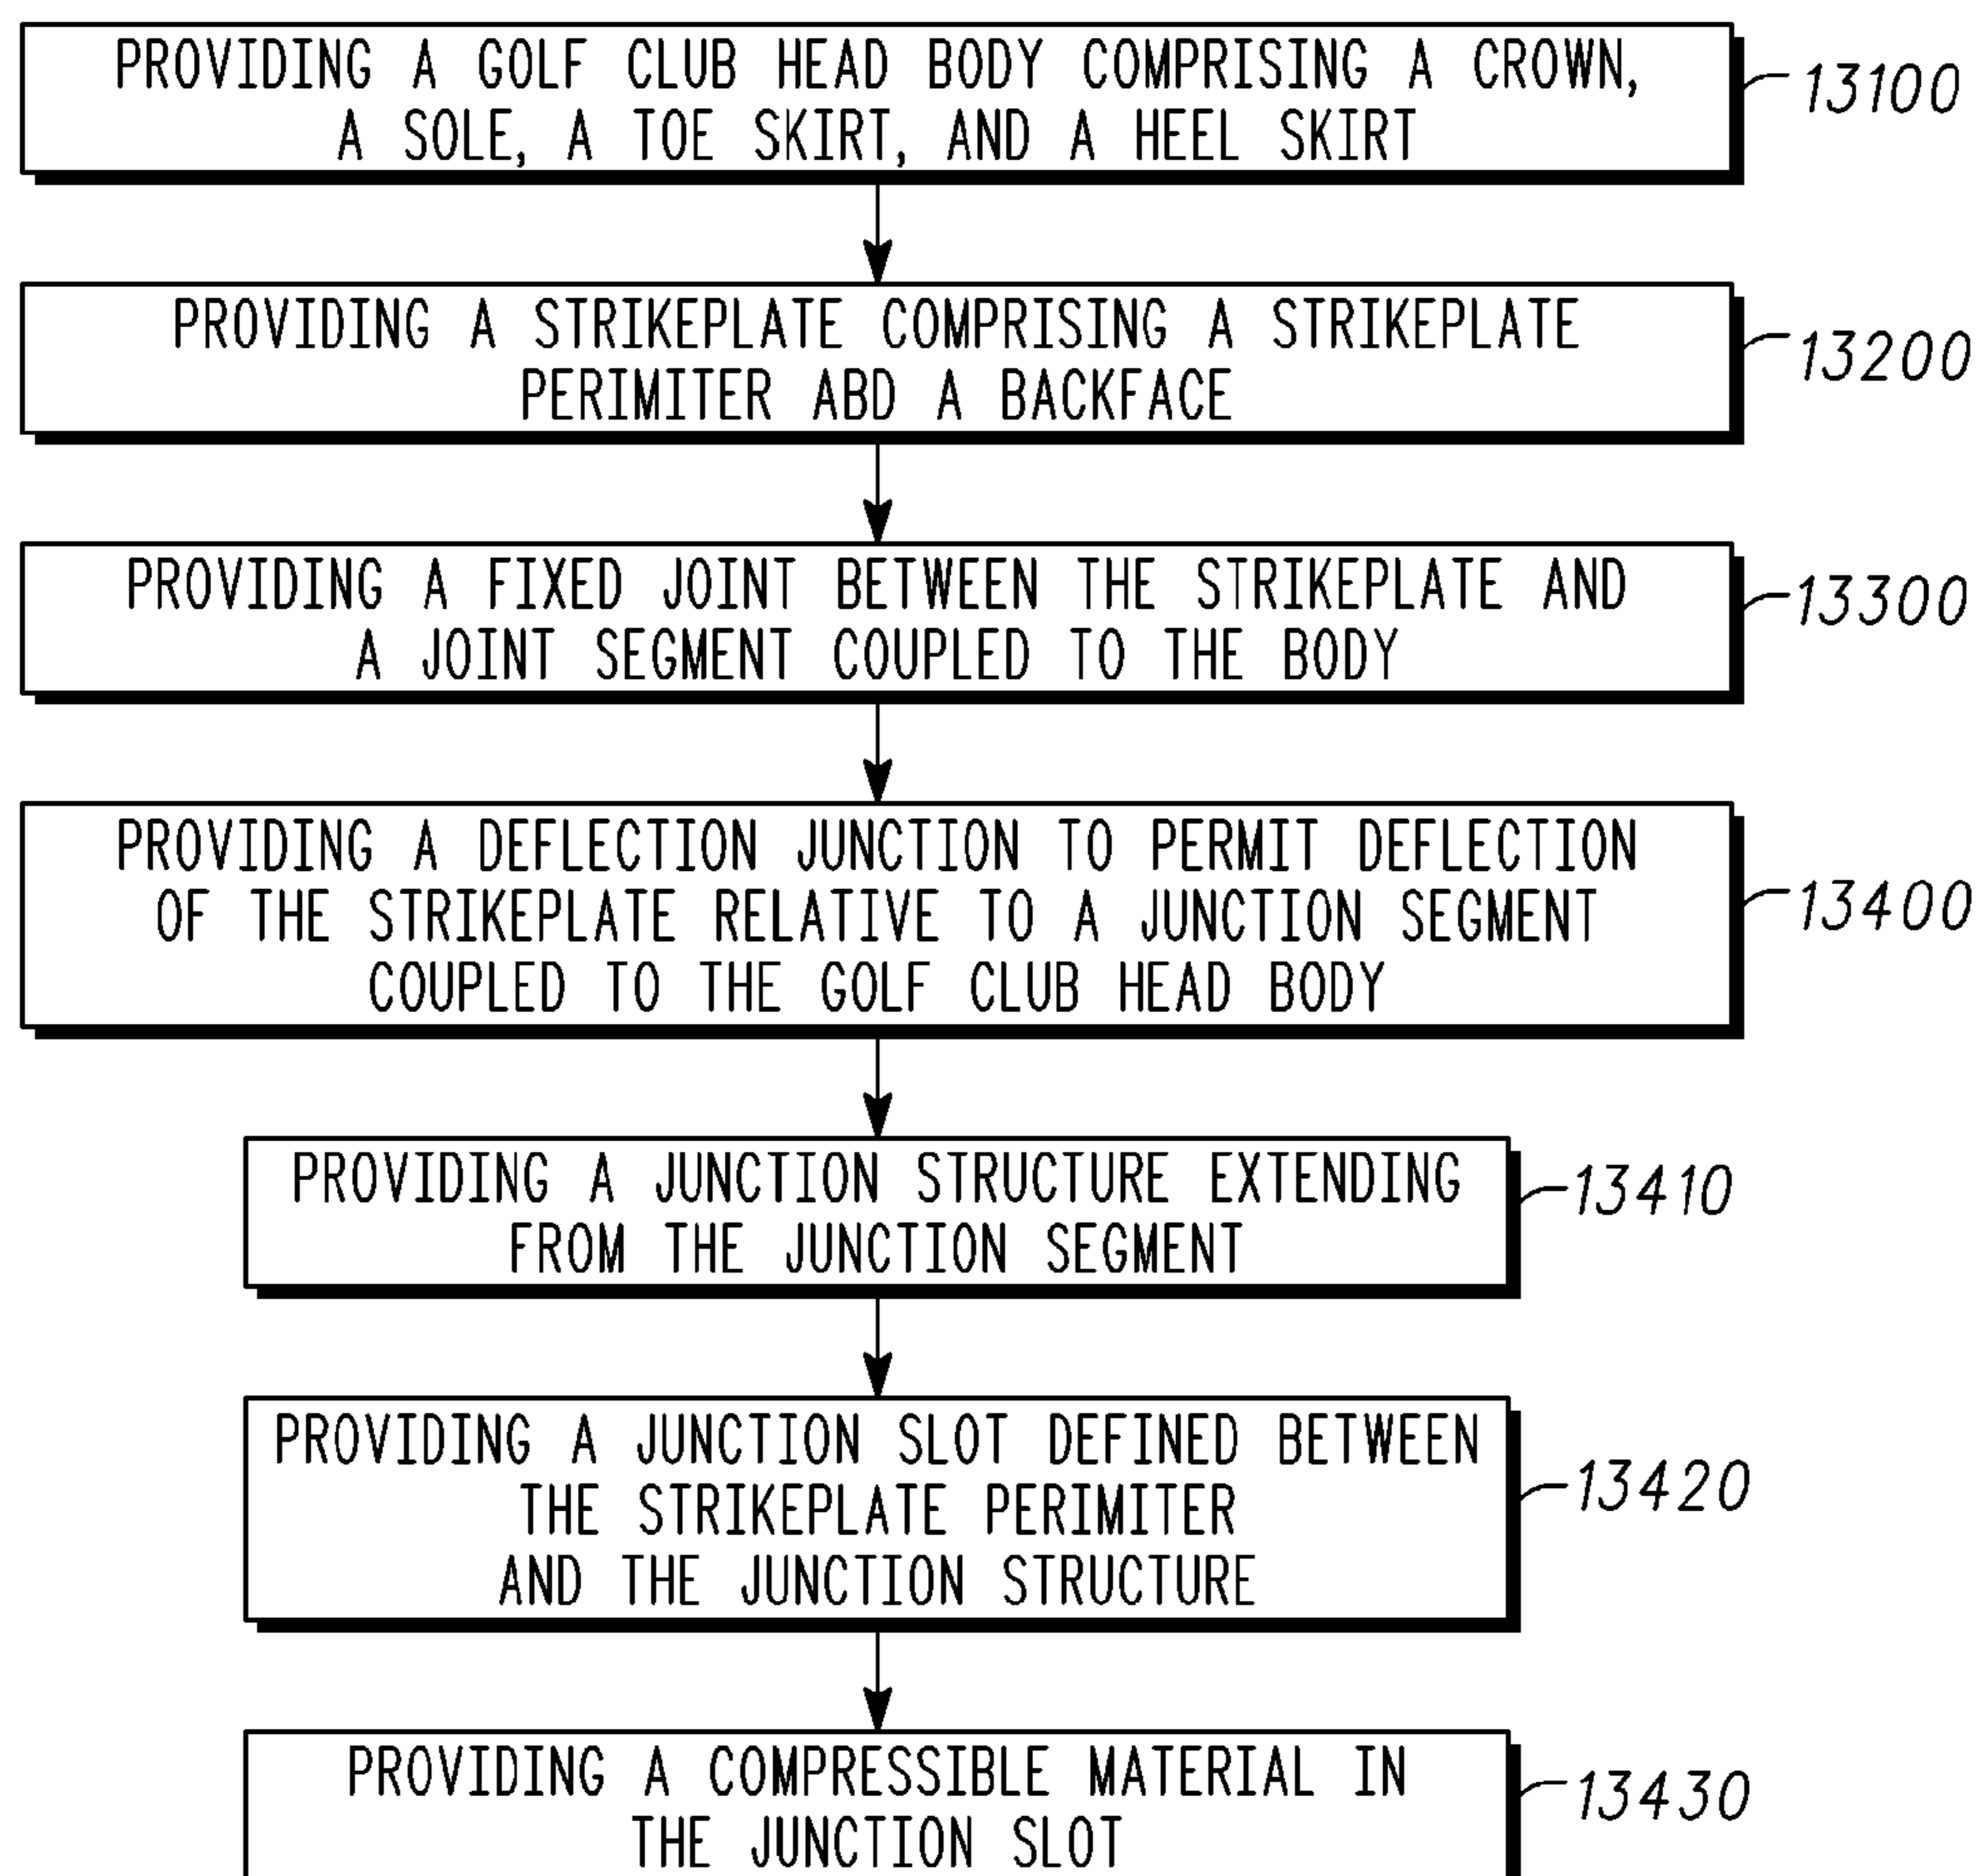 PROVIDING A GOLF CLUB HEAD BODY COMPRISING A CROWN,
A SOLE, A TOE SKIRT, AND A HEEL SKIRT
13100
PROVIDING A STRIKEPLATE COMPRISING A STRIKEPLATE
PERIMITER ABD A BACKFACE
13200
PROVIDING A FIXED JOINT BETWEEN THE STRIKEPLATE AND
A JOINT SEGMENT COUPLED TO THE BODY
13300
PROVIDING A DEFLECTION JUNCTION TO PERMIT DEFLECTION
OF THE STRIKEPLATE RELATIVE TO A JUNCTION SEGMENT
COUPLED TO THE GOLF CLUB HEAD BODY
13400
PROVIDING A JUNCTION STRUCTURE EXTENDING
FROM THE JUNCTION SEGMENT
13410
PROVIDING A JUNCTION SLOT DEFINED BETWEEN
THE STRIKEPLATE PERIMITER
AND THE JUNCTION STRUCTURE
13420
PROVIDING A COMPRESSIBLE MATERIAL IN
THE JUNCTION SLOT
13430